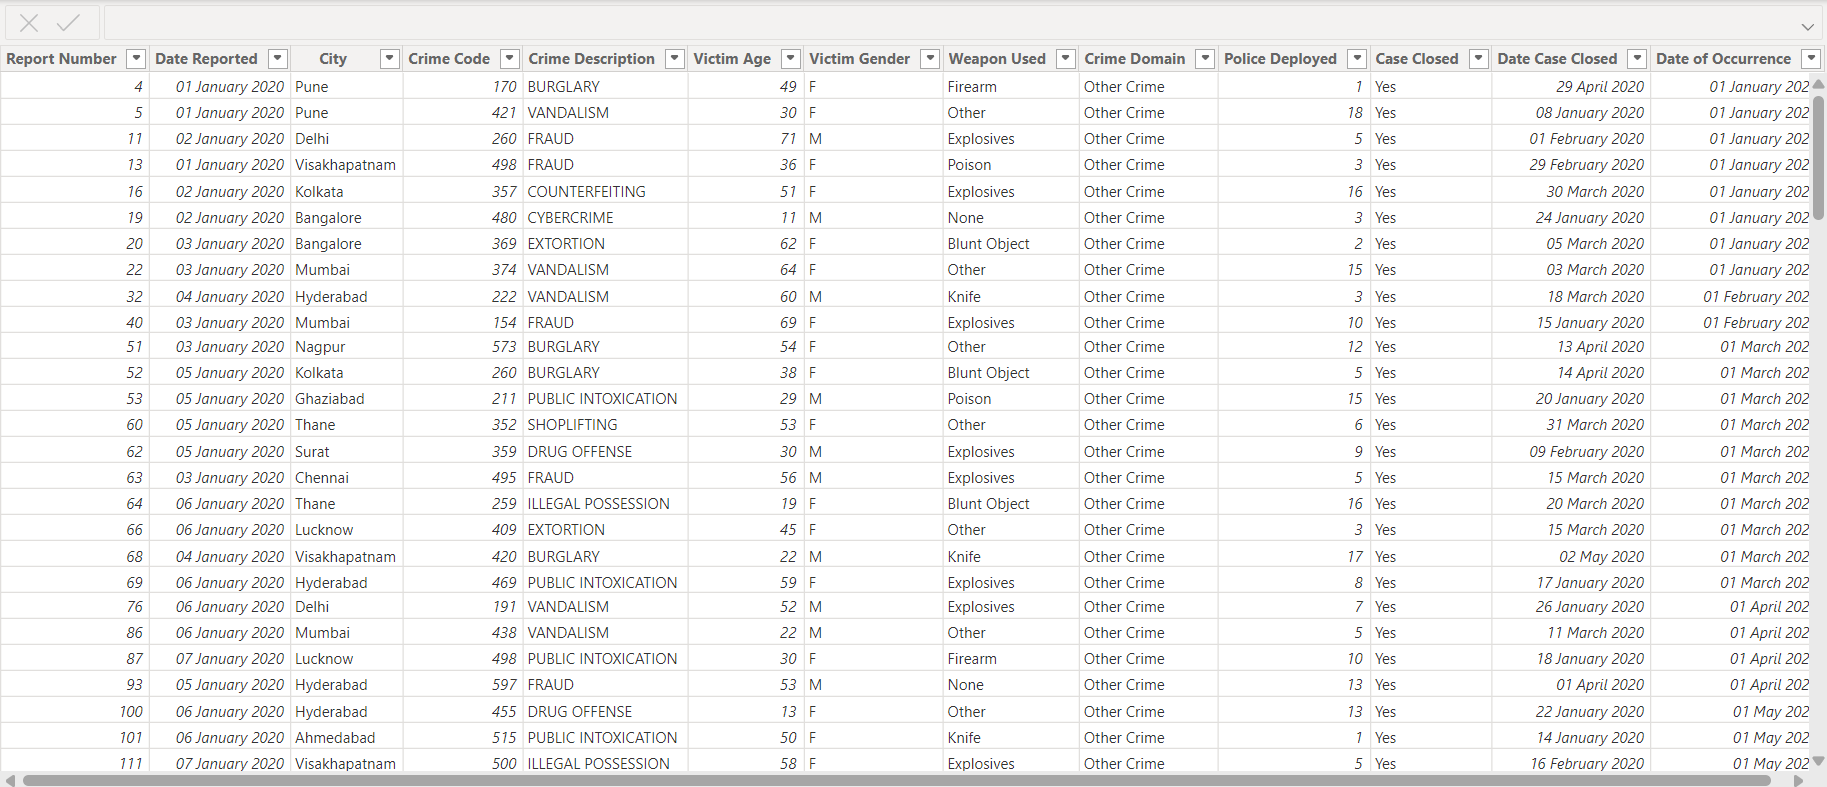 Report Number Date Reported City Crime Code Crime Description Victim Age Victim Gender Weapon Used Crime Domain Police Deployed Case Closed Date Case Closed Date of Occurrence
4 01 January 2020 Pune 170 BURGLARY 49 F Firearm Other Crime 1 Yes 29 April 2020 01 January 202
5 01 January 2020 Pune 421 VANDALISM 30 F Other Other Crime 18 Yes 08 January 2020 01 January 202
11 02 January 2020 Delhi 260 FRAUD 71 M Explosives Other Crime 5 Yes 01 February 2020 01 January 202
13 01 January 2020 Visakhapatnam 498 FRAUD 36 F Poison Other Crime 3 Yes 29 February 2020 01 January 202
16 02 January 2020 Kolkata 357 COUNTERFEITING 51 F Explosives Other Crime 16 Yes 30 March 2020 01 January 202
19 02 January 2020 Bangalore 480 CYBERCRIME 11 M None Other Crime 3 Yes 24 January 2020 01 January 202
20 03 January 2020 Bangalore 369 EXTORTION 62 F Blunt Object Other Crime 2 Yes 05 March 2020 01 January 202
22 03 January 2020 Mumbai 374 VANDALISM 64 F Other Other Crime 15 Yes 03 March 2020 01 January 202
32 04 January 2020 Hyderabad 222 VANDALISM 60 M Knife Other Crime 3 Yes 18 March 2020 01 February 202
40 03 January 2020 Mumbai 154 FRAUD 69 F Explosives Other Crime 10 Yes 15 January 2020 01 February 202
51 03 January 2020 Nagpur 573 BURGLARY 54 F Other Other Crime 12 Yes 13 April 2020 01 March 202
52 05 January 2020 Kolkata 260 BURGLARY 38 F Blunt Object Other Crime 5 Yes 14 April 2020 01 March 202
53 05 January 2020 Ghaziabad 211 PUBLIC INTOXICATION 29 M Poison Other Crime 15 Yes 20 January 2020 01 March 202
60 05 January 2020 Thane 352 SHOPLIFTING 53 F Other Other Crime 6 Yes 31 March 2020 01 March 202
62 05 January 2020 Surat 359 DRUG OFFENSE 30 M Explosives Other Crime 9 Yes 09 February 2020 01 March 202
63 03 January 2020 Chennai 495 FRAUD 56 M Explosives Other Crime 5 Yes 15 March 2020 01 March 202
64 06 January 2020 Thane 259 ILLEGAL POSSESSION 19 F Blunt Object Other Crime 16 Yes 20 March 2020 01 March 202
66 06 January 2020 Lucknow 409 EXTORTION 45 F Other Other Crime 3 Yes 15 March 2020 01 March 202
68 04 January 2020 Visakhapatnam 420 BURGLARY 22 M Knife Other Crime 17 Yes 02 May 2020 01 March 202
69 06 January 2020 Hyderabad 469 PUBLIC INTOXICATION 59 F Explosives Other Crime 8 Yes 17 January 2020 01 March 202
76 06 January 2020 Delhi 191 VANDALISM 52 M Explosives Other Crime 7 Yes 26 January 2020 01 April 202
86 06 January 2020 Mumbai 438 VANDALISM 22 M Other Other Crime 5 Yes 11 March 2020 01 April 202
87 07 January 2020 Lucknow 498 PUBLIC INTOXICATION 30 F Firearm Other Crime 10 Yes 18 January 2020 01 April 202
93 05 January 2020 Hyderabad 597 FRAUD 53 M None Other Crime 13 Yes 01 April 2020 01 April 202
100 06 January 2020 Hyderabad 455 DRUG OFFENSE 13 F Other Other Crime 13 Yes 22 January 2020 01 May 202
101 06 January 2020 Ahmedabad 515 PUBLIC INTOXICATION 50 F Knife Other Crime 1 Yes 14 January 2020 01 May 202
111 07 January 2020 Visakhapatnam 500 ILLEGAL POSSESSION 58 F Explosives Other Crime 5 Yes 16 February 2020 01 May 202